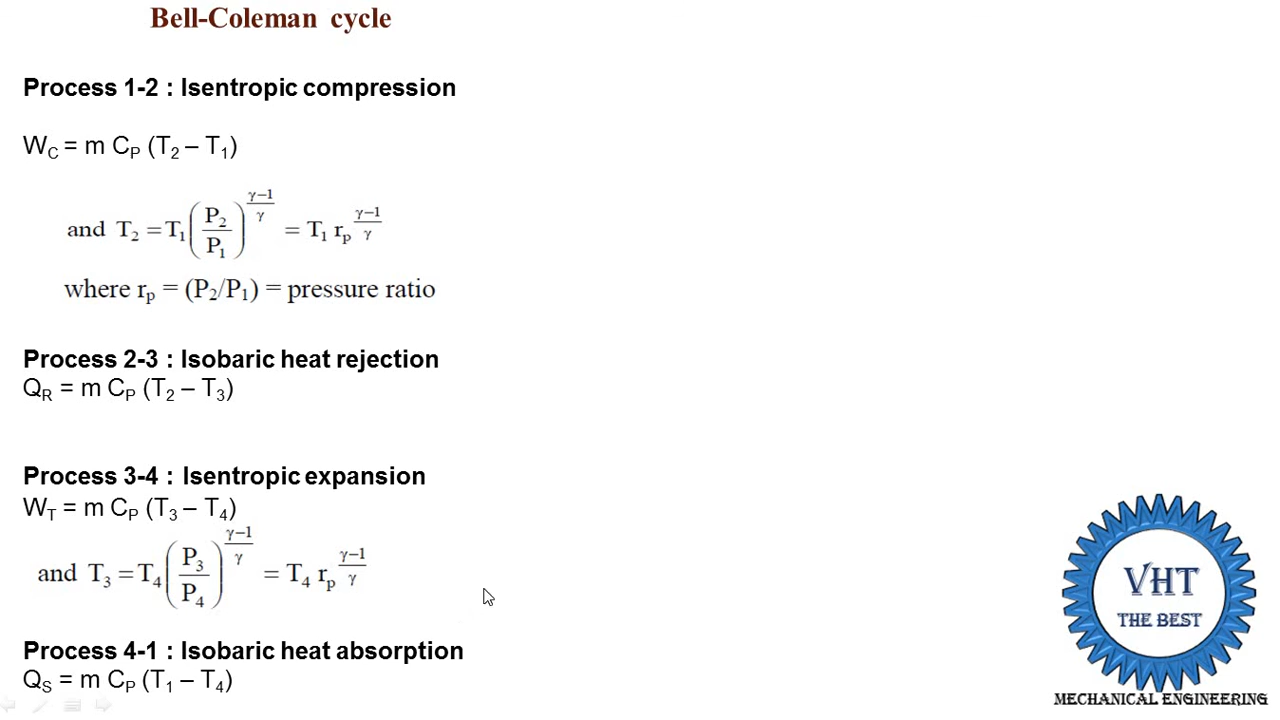 Bell-Coleman cycle
Process 1-2 : Isentropic compression
W_C = m C_P (T_2 – T_1)
and T_2 = T_1 (P_2/P_1)^((γ–1)/γ) = T_1 r_p^((γ–1)/γ)
where r_p = (P_2/P_1) = pressure ratio
Process 2-3 : Isobaric heat rejection
Q_R = m C_P (T_2 – T_3)
Process 3-4 : Isentropic expansion
W_T = m C_P (T_3 – T_4)
and T_3 = T_4 (P_3/P_4)^((γ–1)/γ) = T_4 r_p^((γ–1)/γ)
Process 4-1 : Isobaric heat absorption
Q_S = m C_P (T_1 – T_4)
VHT
THE BEST
MECHANICAL ENGINEERING